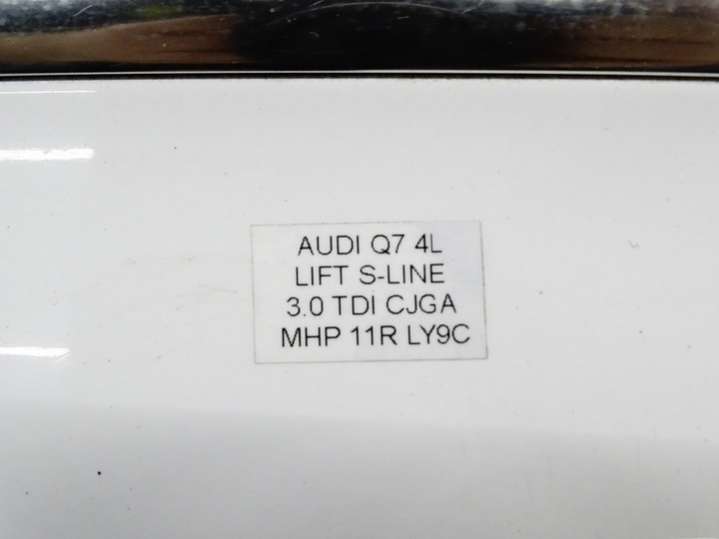 AUDI Q7 4L
LIFT S-LINE
3.0 TDI CJGA
MHP 11R LY9C